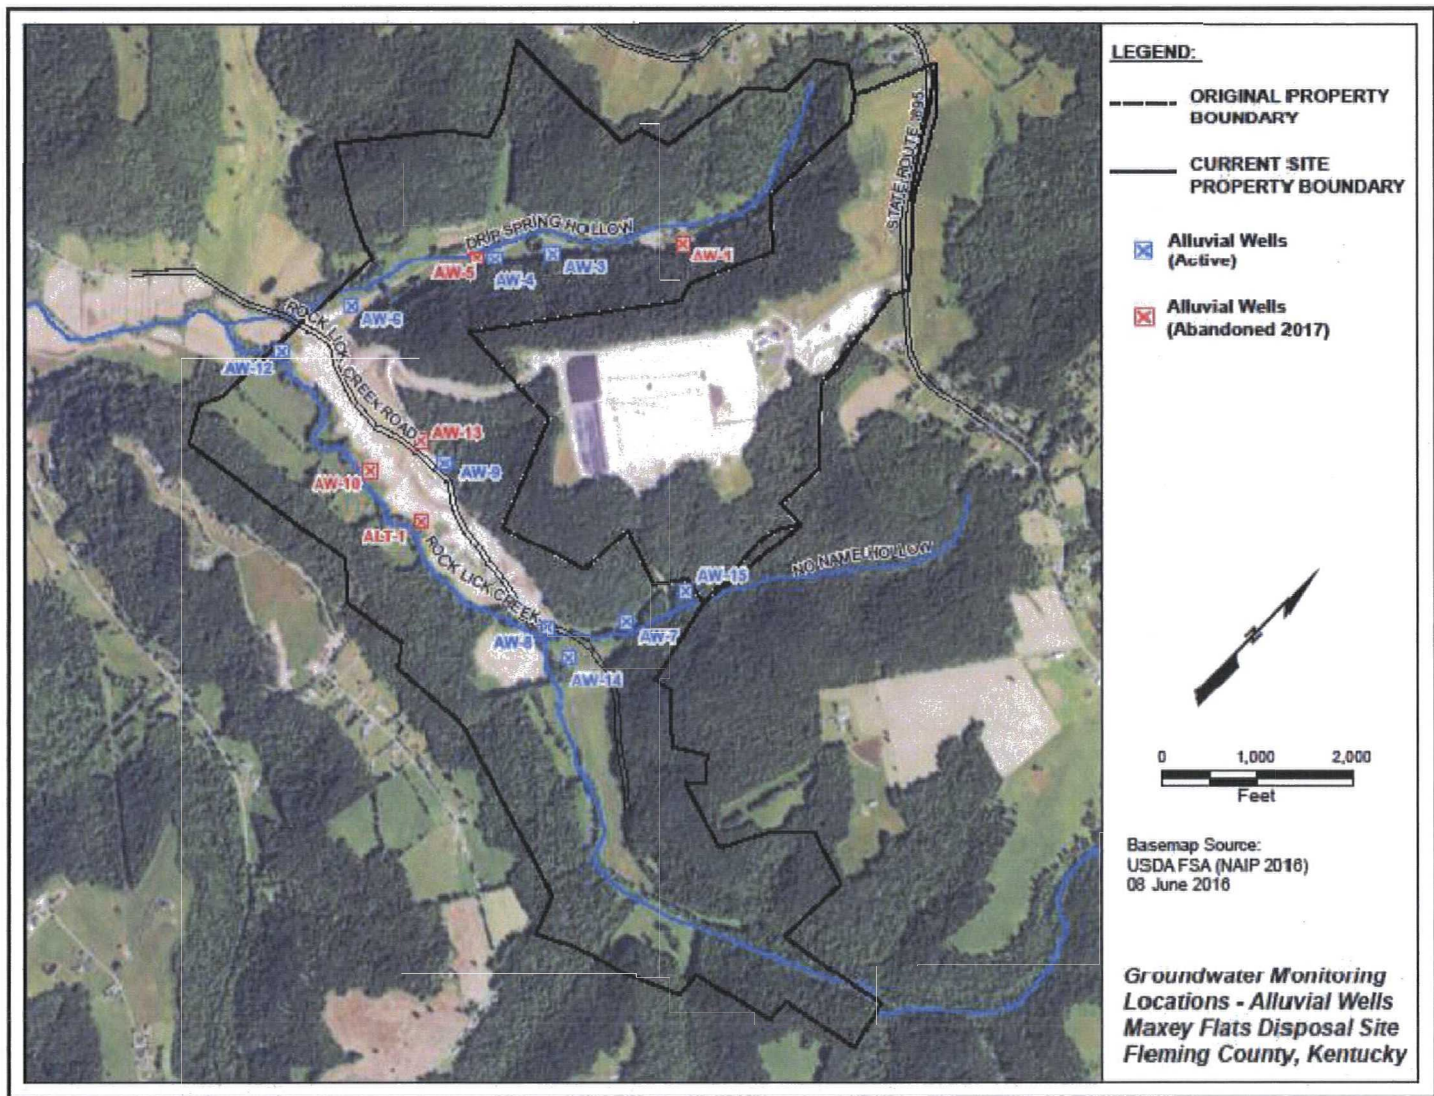 LEGEND:
ORIGINAL PROPERTY
BOUNDARY
CURRENT SITE
PROPERTY BOUNDARY
Alluvial Wells
(Active)
Alluvial Wells
(Abandoned 2017)
STATE ROUTE 895
DRIP SPRING HOLLOW
AW-1
AW-5
AW-4
AW-3
AW-6
ROCK LICK CREEK ROAD
AW-12
AW-13
AW-9
AW-10
ALT-1
ROCK LICK CREEK
NO NAME HOLLOW
AW-15
AW-8
AW-7
AW-14
N
0 1,000 2,000
Feet
Basemap Source:
USDA FSA (NAIP 2016)
08 June 2016
Groundwater Monitoring
Locations - Alluvial Wells
Maxey Flats Disposal Site
Fleming County, Kentucky